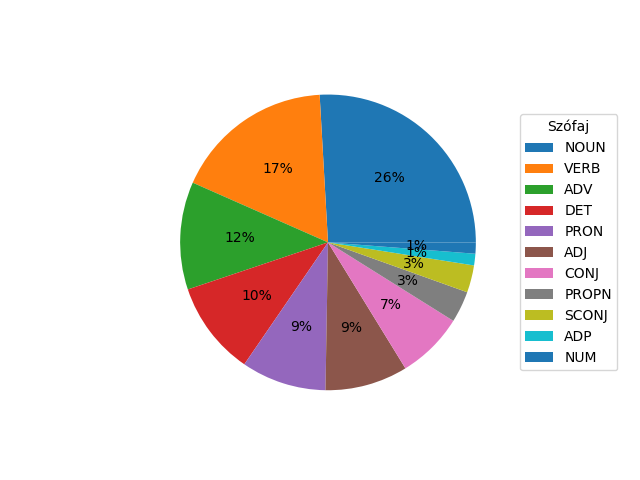 26%
17%
12%
10%
9%
9%
7%
3%
3%
1%
1%
Szófaj
NOUN
VERB
ADV
DET
PRON
ADJ
CONJ
PROPN
SCONJ
ADP
NUM